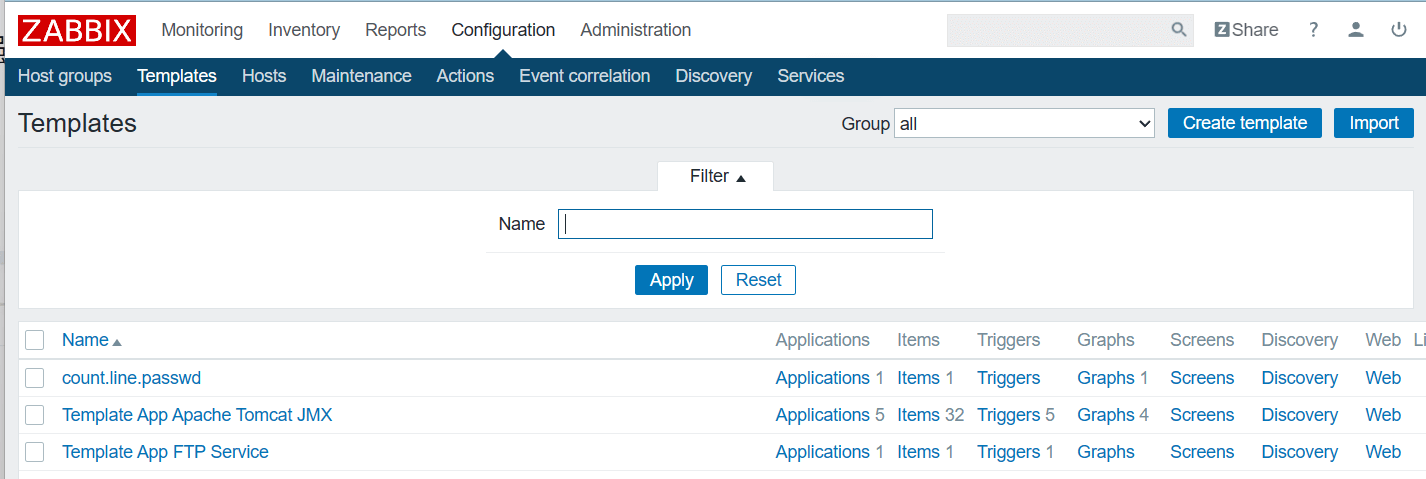 ZABBIX Monitoring Inventory Reports Configuration Administration Share ?
Host groups Templates Hosts Maintenance Actions Event correlation Discovery Services
Templates Group all Create template Import
Filter
Name
Apply Reset
Name Applications Items Triggers Graphs Screens Discovery Web
count.line.passwd Applications 1 Items 1 Triggers Graphs 1 Screens Discovery Web
Template App Apache Tomcat JMX Applications 5 Items 32 Triggers 5 Graphs 4 Screens Discovery Web
Template App FTP Service Applications 1 Items 1 Triggers 1 Graphs Screens Discovery Web